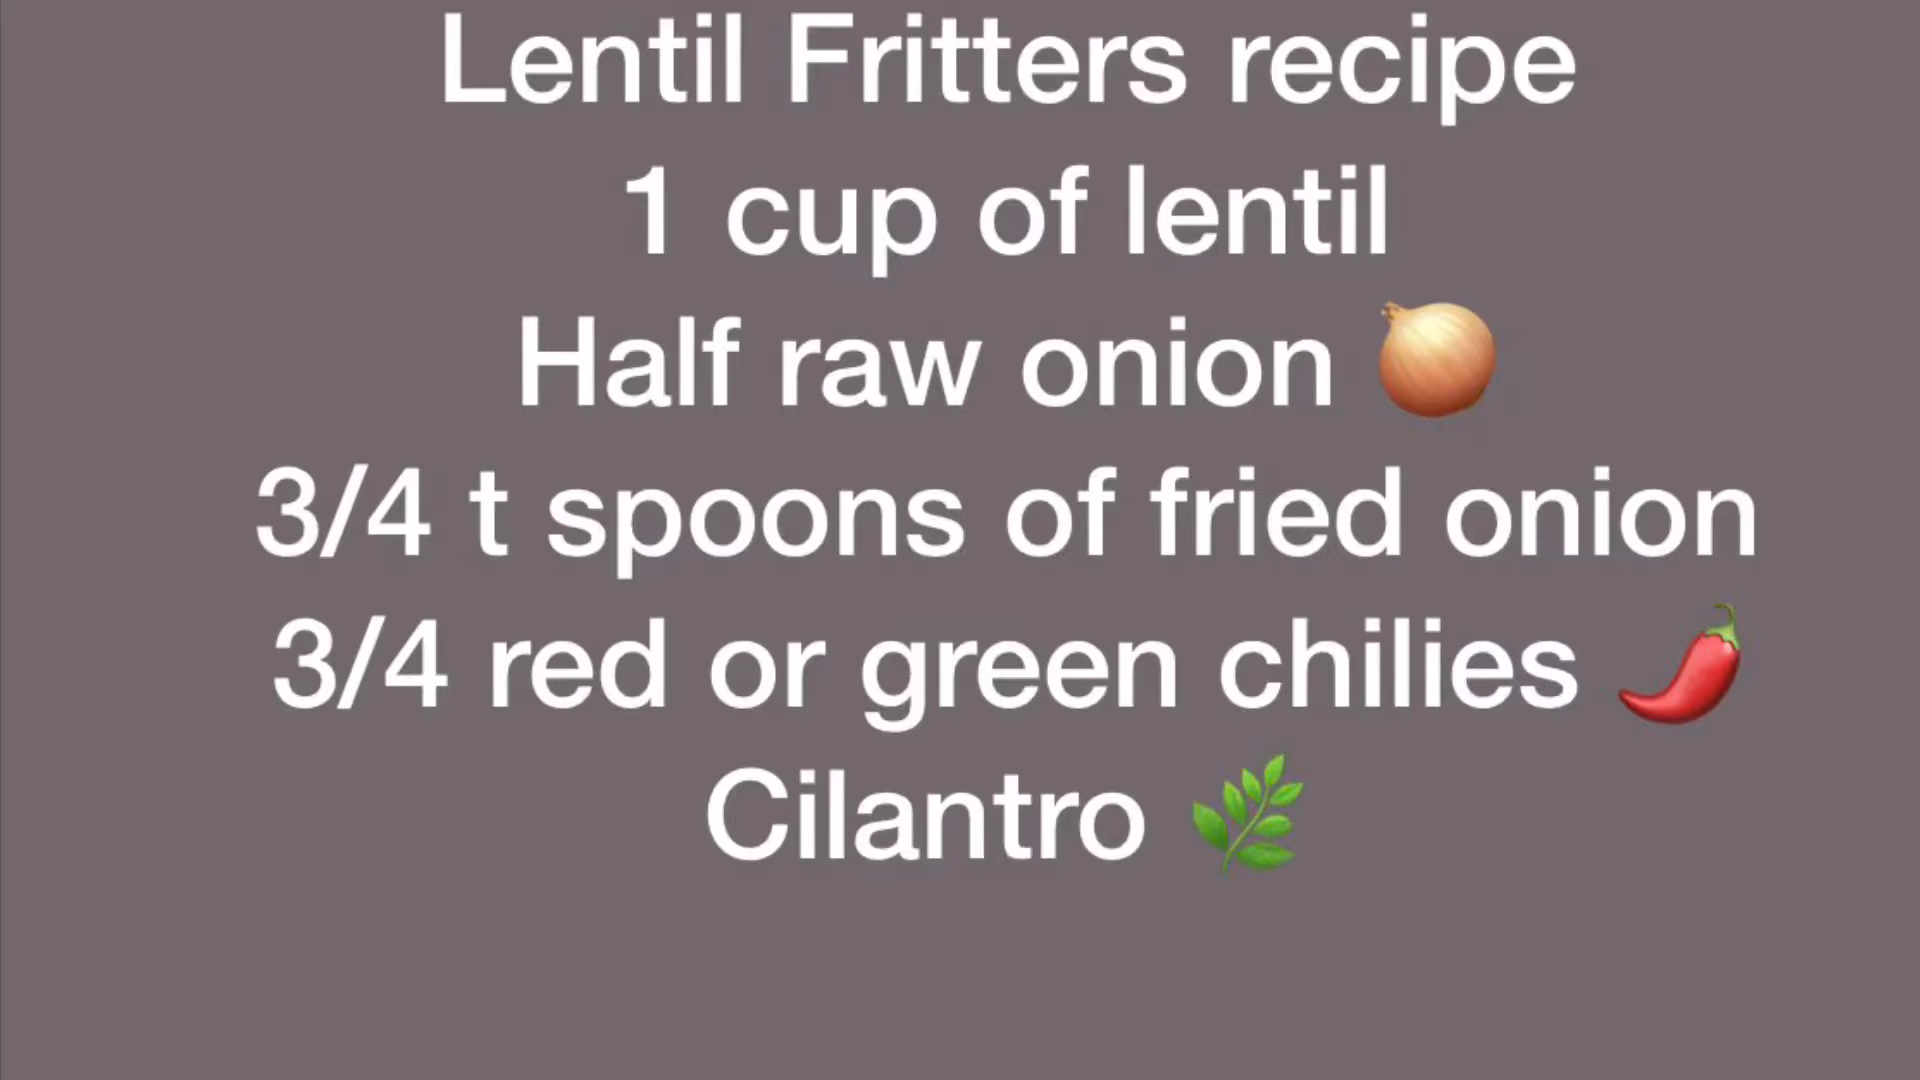 Lentil Fritters recipe
1 cup of lentil
Half raw onion 🧅
3/4 t spoons of fried onion
3/4 red or green chilies 🌶️
Cilantro 🌿